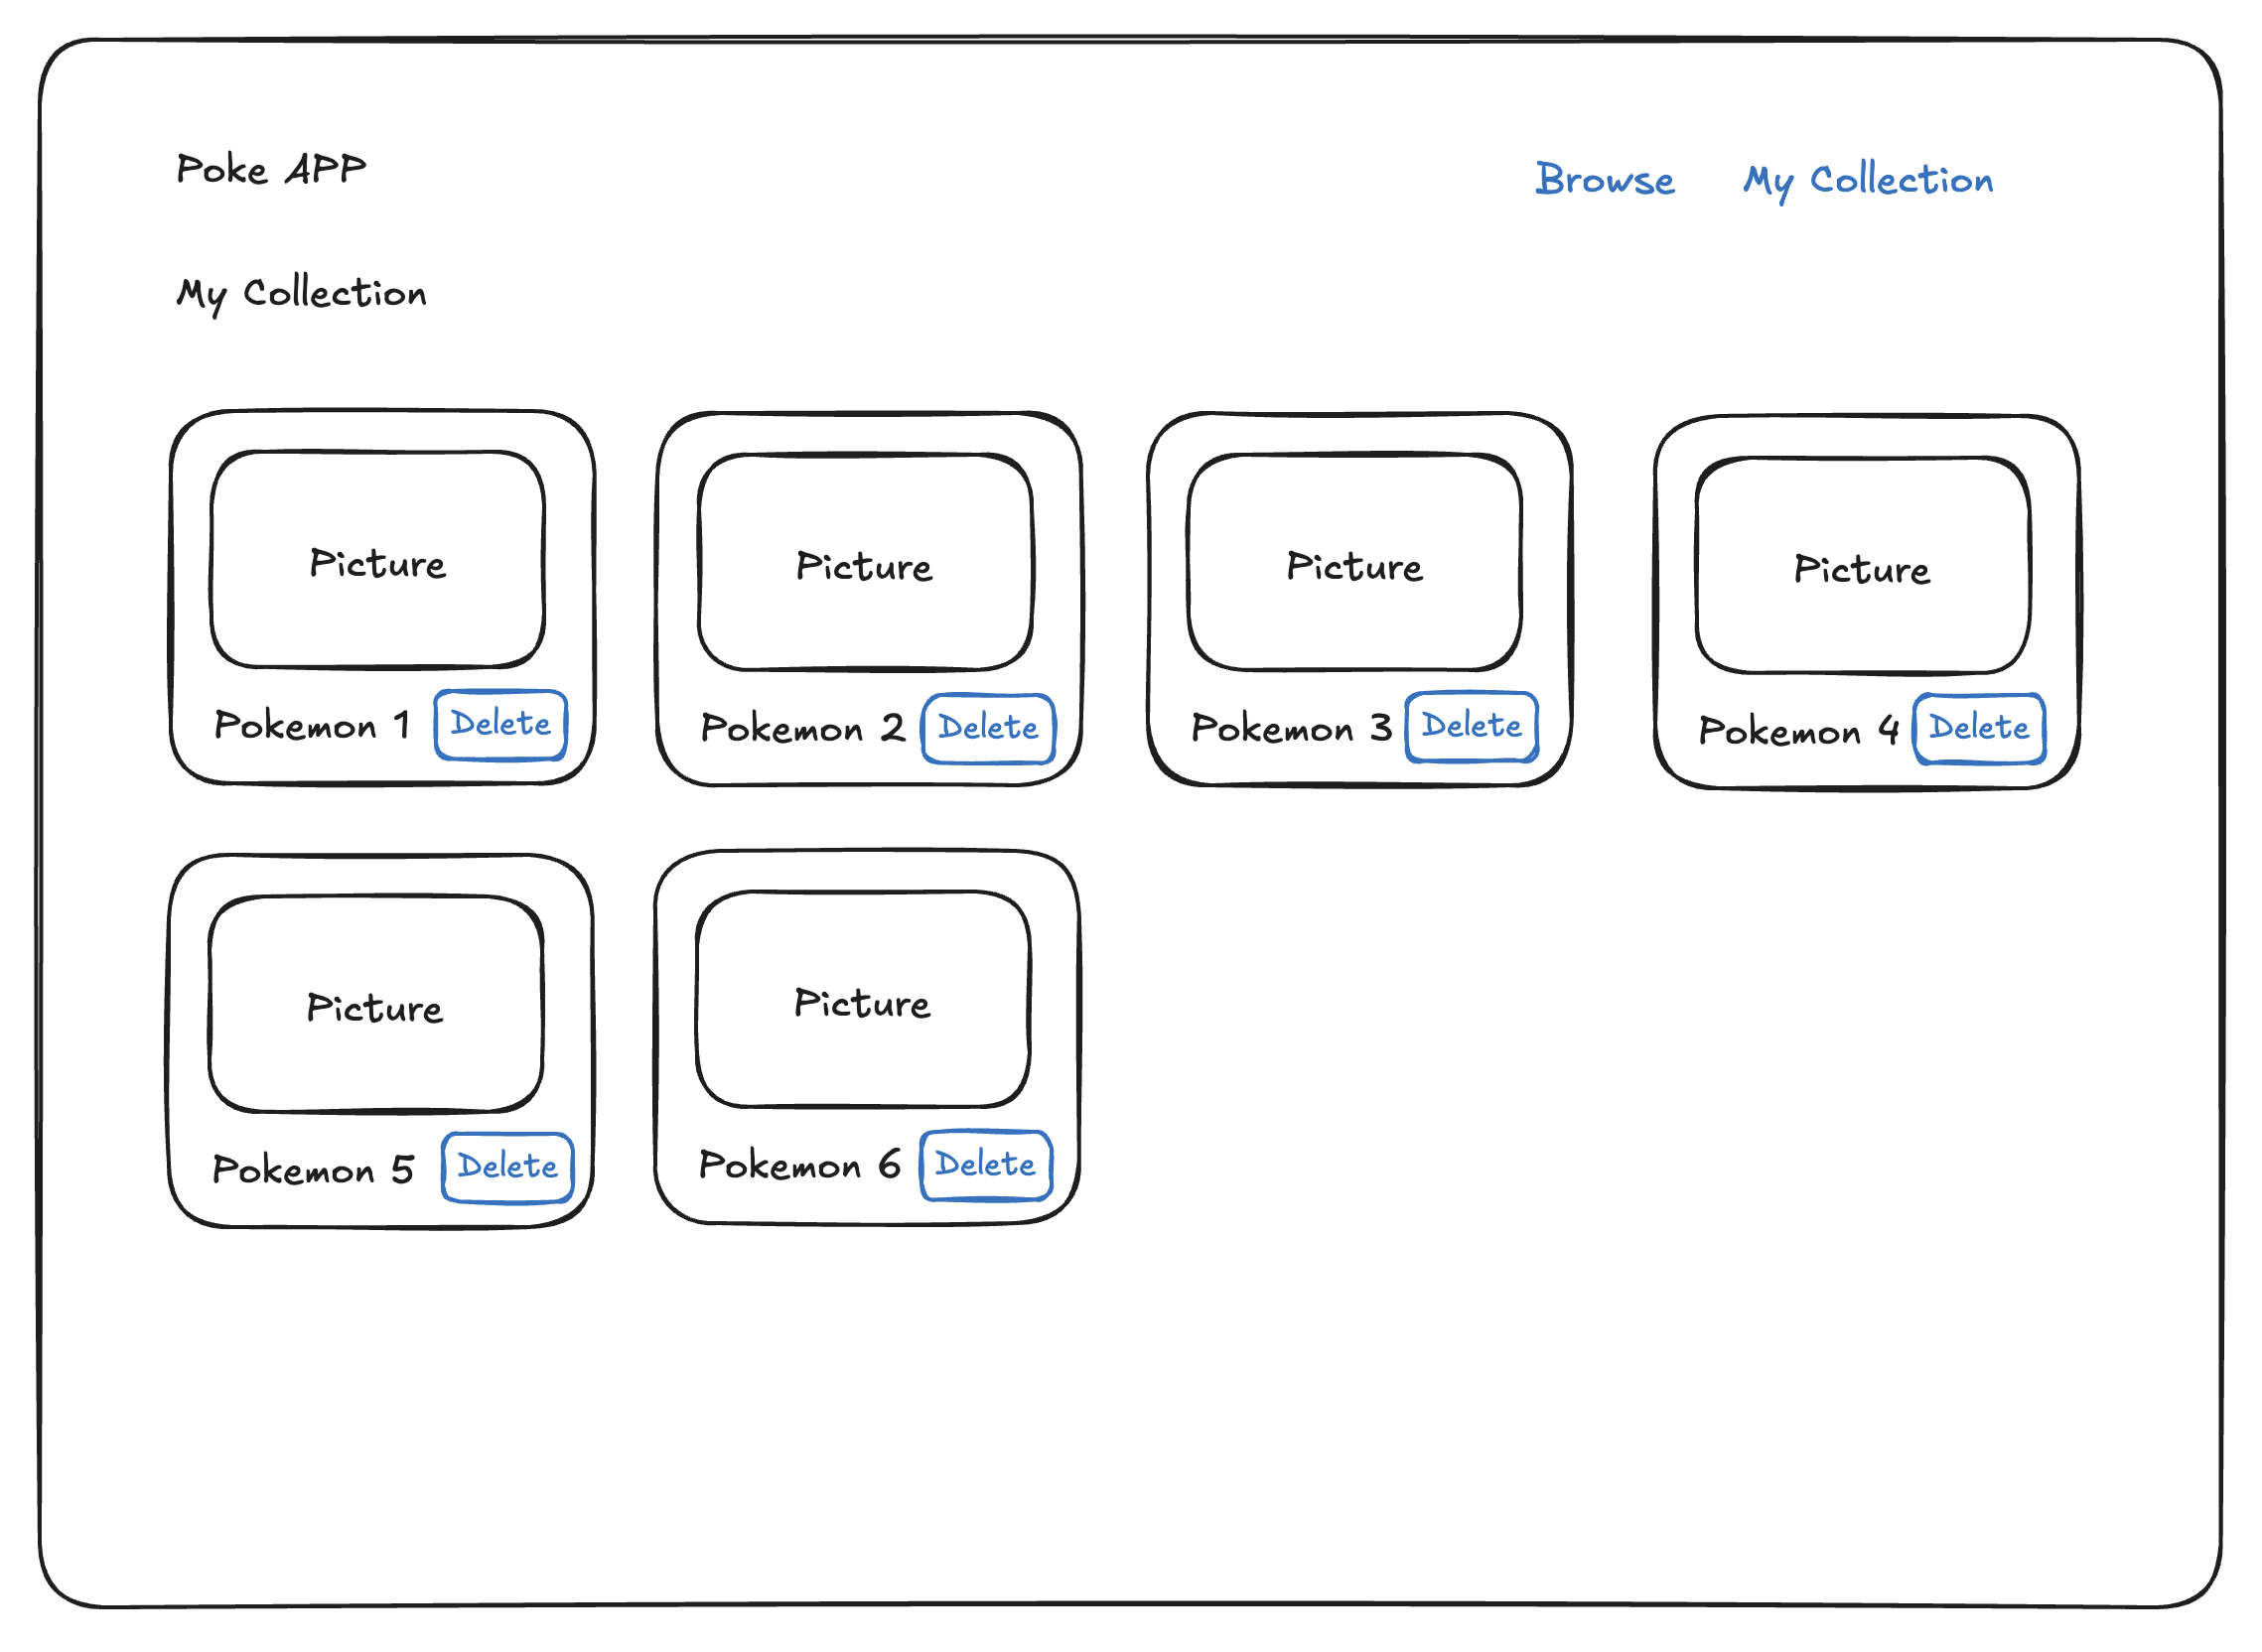 Poke APP
Browse My Collection
My Collection
Picture Picture Picture Picture
Pokemon 1 Delete Pokemon 2 Delete Pokemon 3 Delete Pokemon 4 Delete
Picture Picture
Pokemon 5 Delete Pokemon 6 Delete